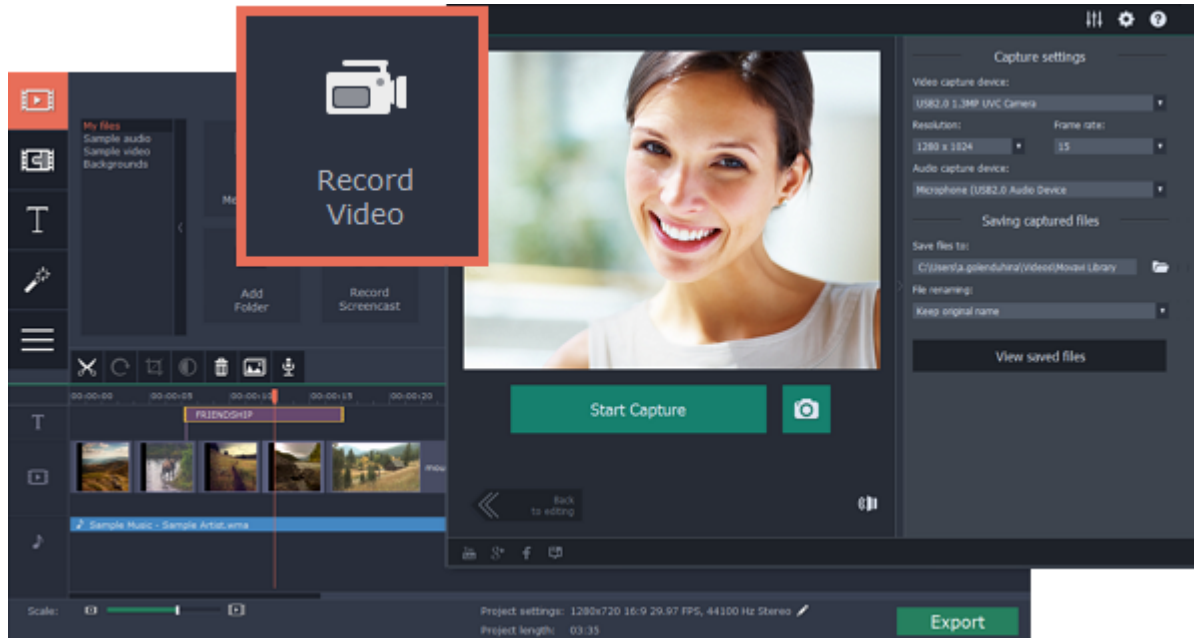 My files
Sample audio
Sample video
Backgrounds
Record
Video
Add
Folder
Record
Screencast
00:00:00
00:00:05
00:00:10
00:00:15
00:00:20
T
FRIENDSHIP
Sample Music - Sample Artist.wma
Scale:
Project settings: 1280x720 16:9 29.97 FPS, 44100 Hz Stereo
Project length: 03:35
Export
Capture settings
Video capture device:
USB2.0 1.3MP UVC Camera
Resolution: Frame rate:
1280 x 1024 15
Audio capture device:
Microphone (USB2.0 Audio Device
Saving captured files
Save files to:
C:\Users\a.golenduhina\Videos\Movavi Library
File renaming:
Keep original name
View saved files
Start Capture
Back
to editing